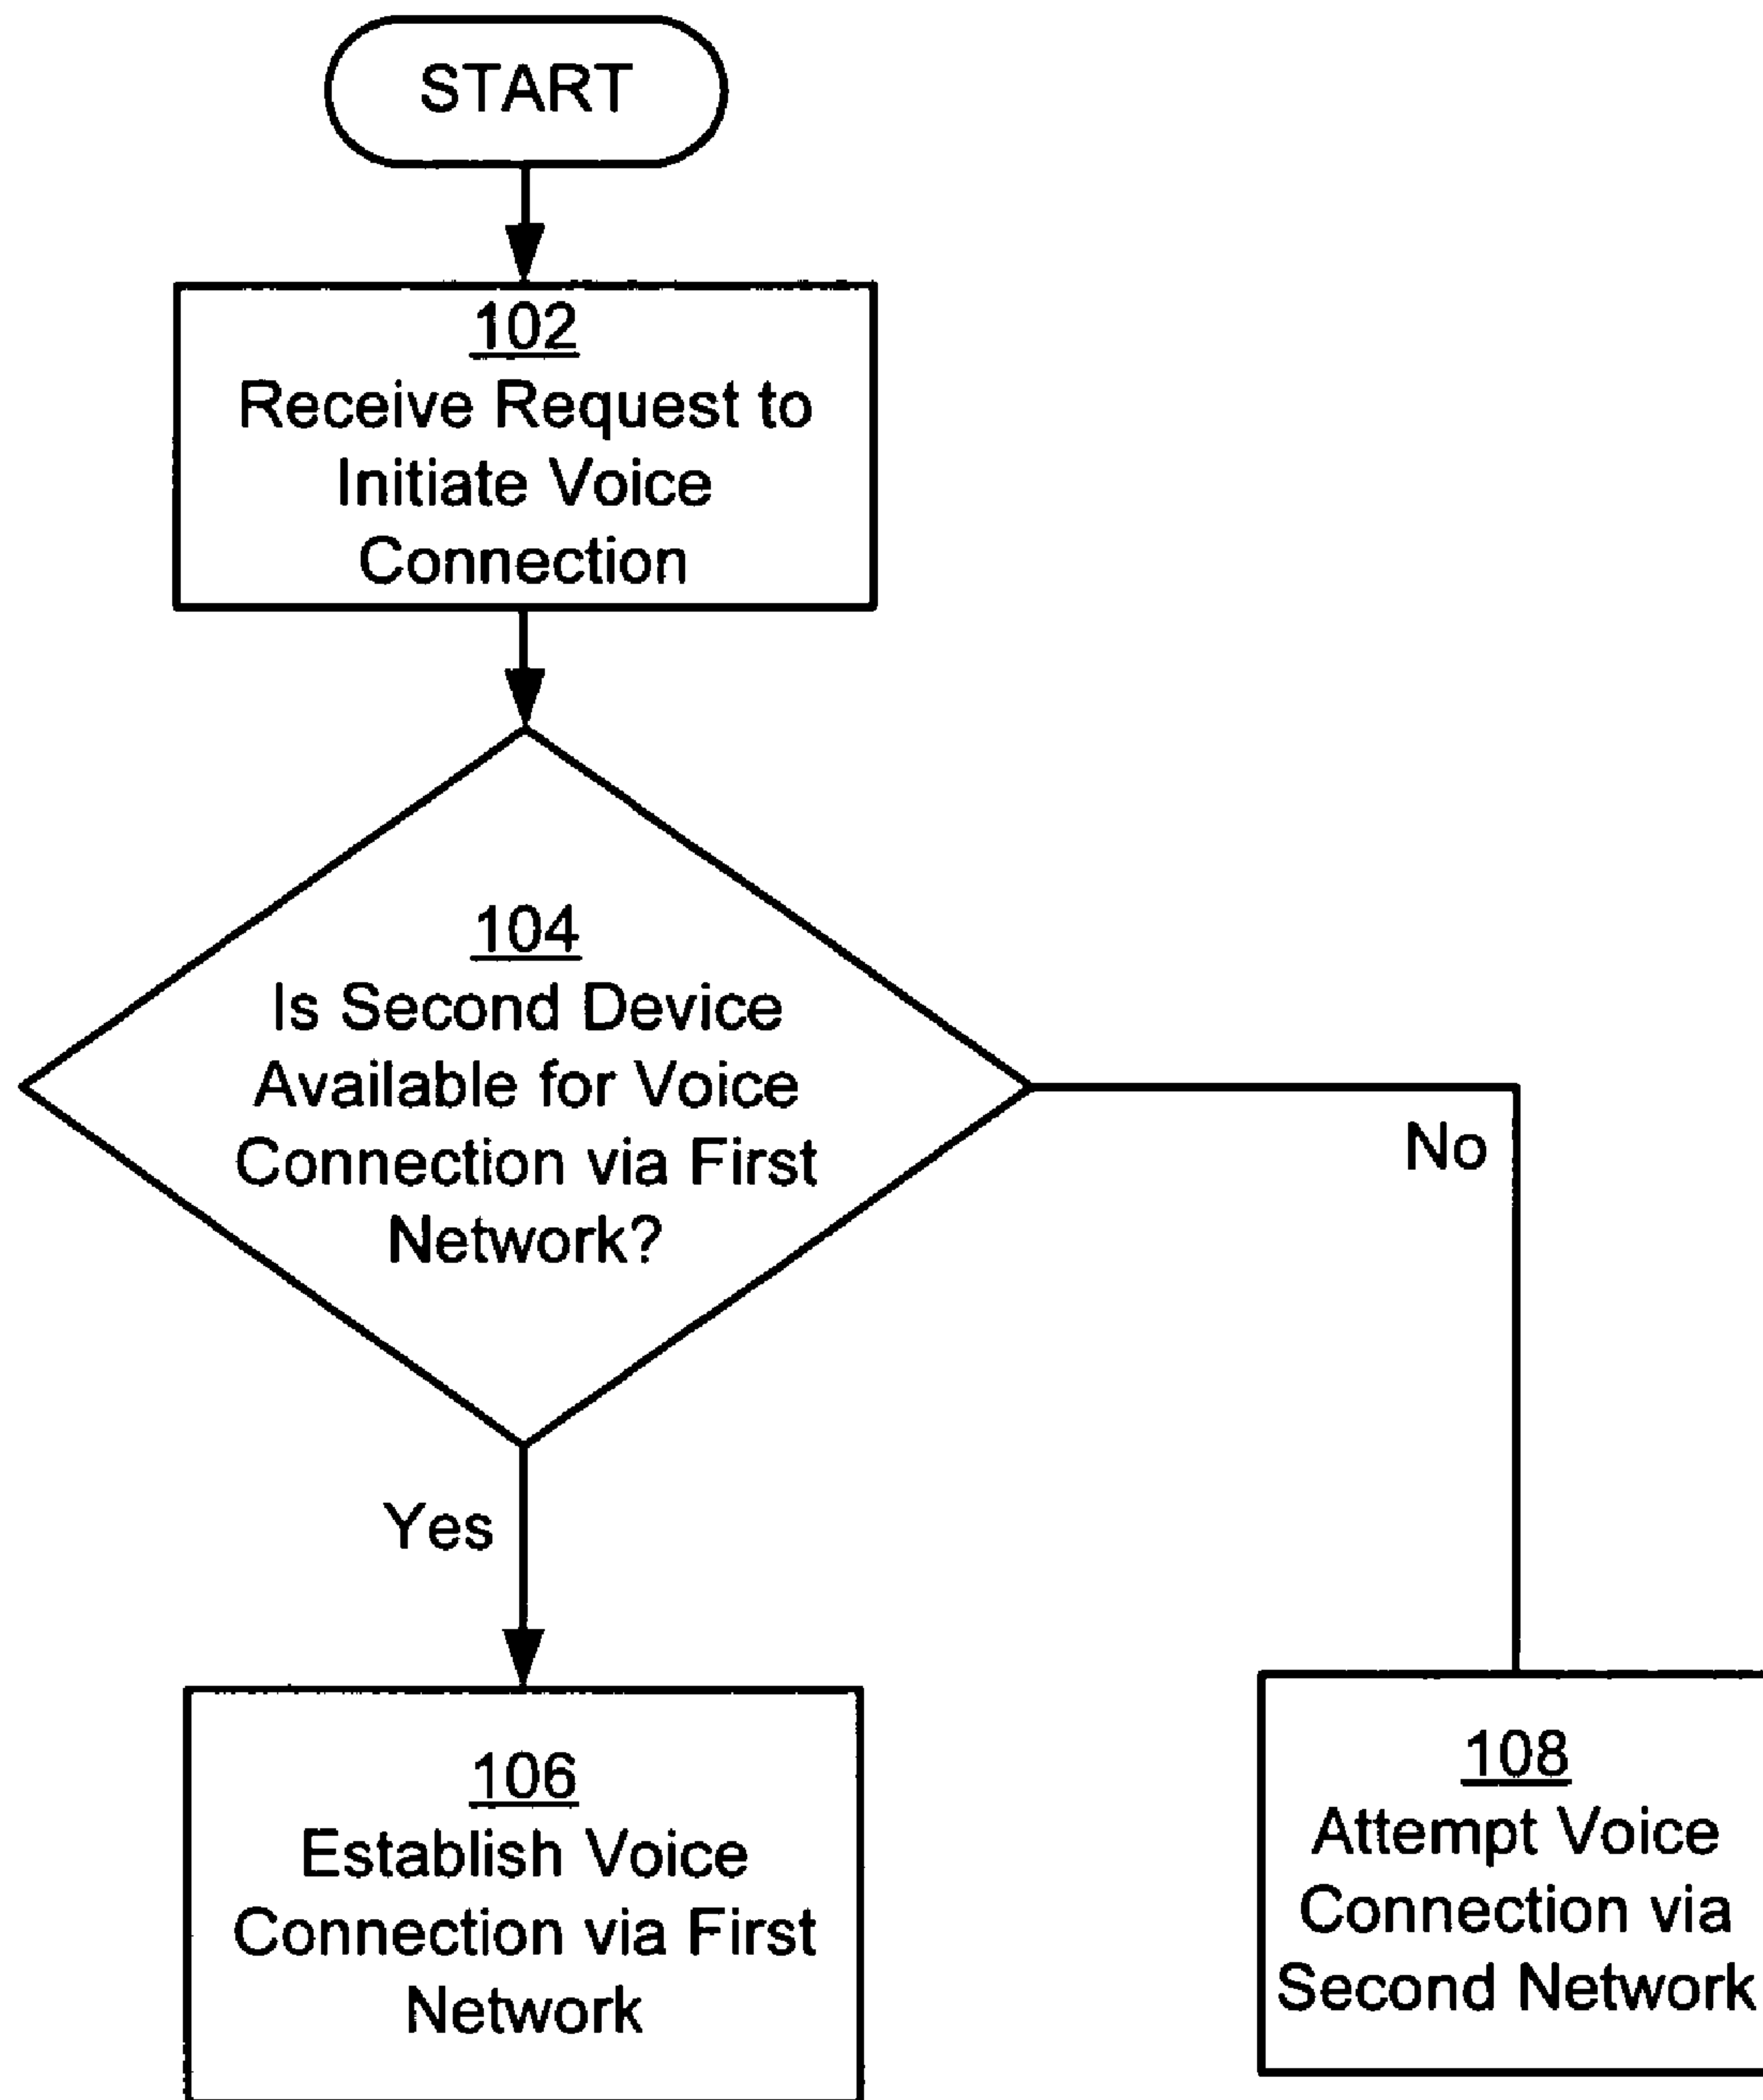 START
102
Receive Request to
Initiate Voice
Connection
104
Is Second Device
Available for Voice
Connection via First
Network?
No
Yes
106
Establish Voice
Connection via First
Network
108
Attempt Voice
Connection via
Second Network